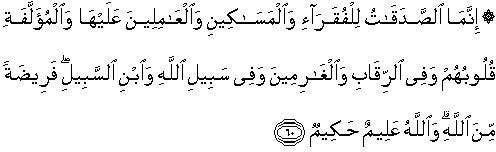 ۞ إِنَّمَا ٱلصَّدَقَـٰتُ لِلْفُقَرَآءِ وَٱلْمَسَـٰكِينِ وَٱلْعَـٰمِلِينَ عَلَيْهَا وَٱلْمُؤَلَّفَةِ
قُلُوبُهُمْ وَفِى ٱلرِّقَابِ وَٱلْغَـٰرِمِينَ وَفِى سَبِيلِ ٱللَّهِ وَٱبْنِ ٱلسَّبِيلِ ۖ فَرِيضَةً
مِّنَ ٱللَّهِ ۗ وَٱللَّهُ عَلِيمٌ حَكِيمٌ ۝٦٠